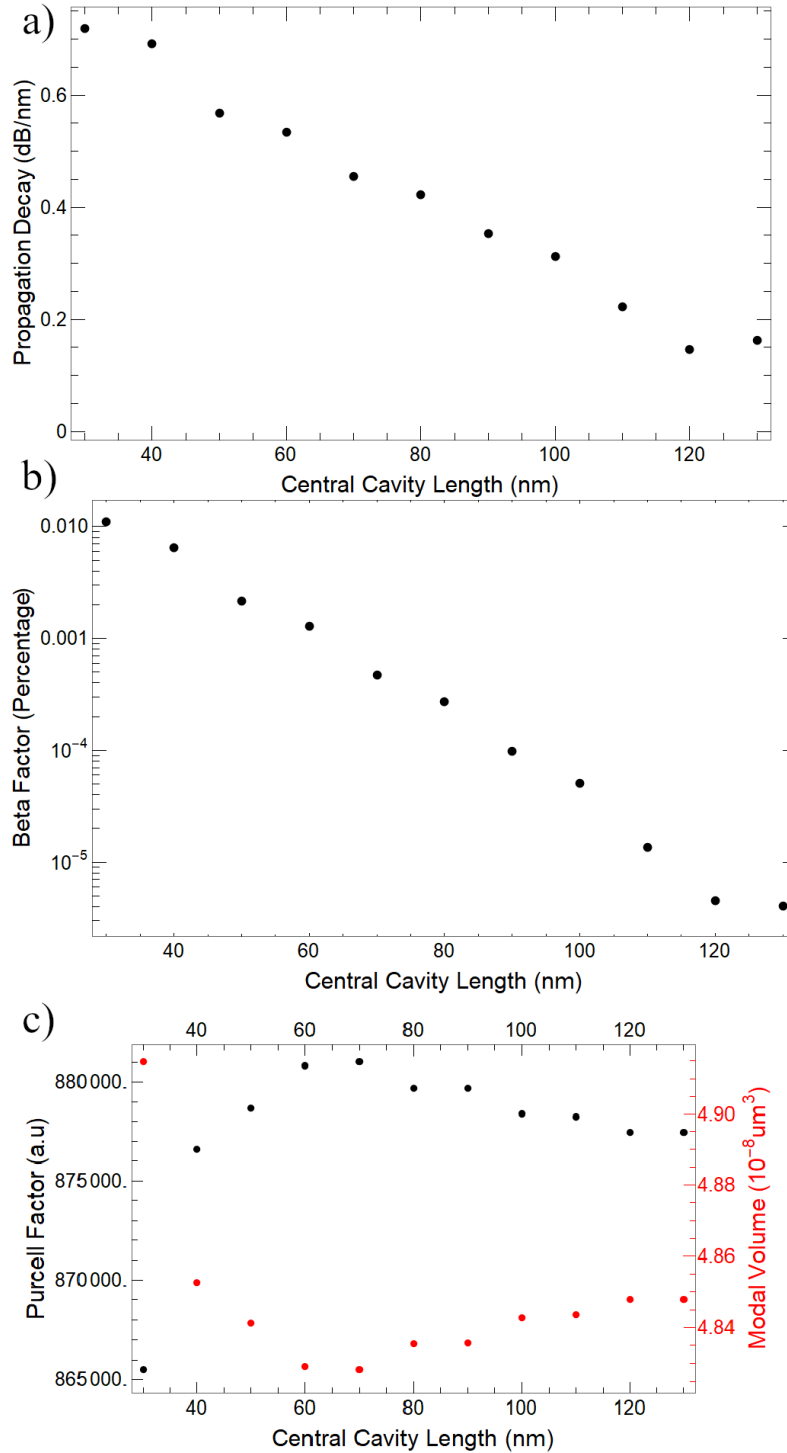 a)
Propagation Decay (dB/nm)
0.6
0.4
0.2
0
40 60 80 100 120
Central Cavity Length (nm)
b)
Beta Factor (Percentage)
0.010
0.001
10⁻⁴
10⁻⁵
40 60 80 100 120
Central Cavity Length (nm)
c)
40 60 80 100 120
Purcell Factor (a.u)
880000.
875000.
870000.
865000.
4.90
4.88
4.86
4.84
Modal Volume (10⁻⁸um³)
40 60 80 100 120
Central Cavity Length (nm)